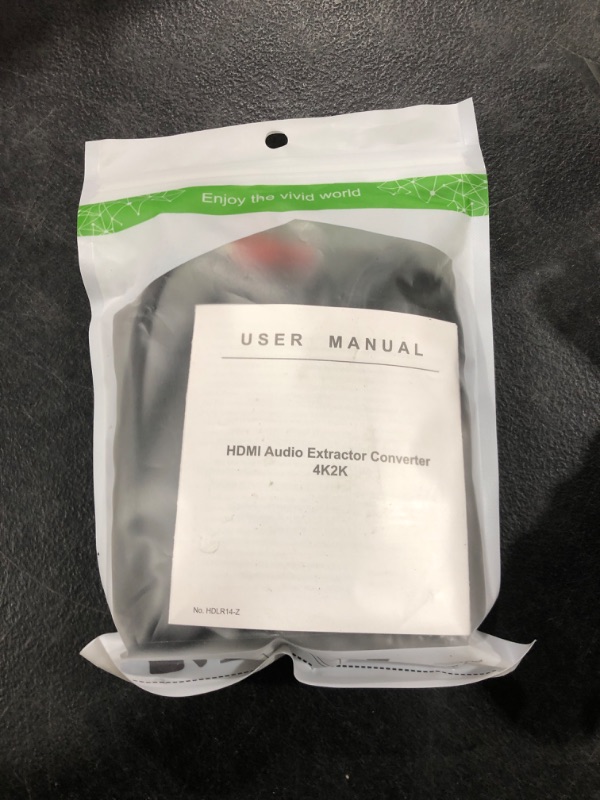 Enjoy the vivid world
USER MANUAL
HDMI Audio Extractor Converter
4K2K
No. HDLR14-Z